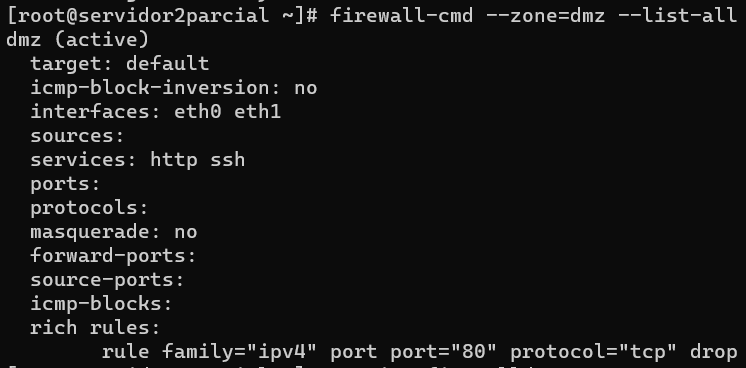 [root@servidor2parcial ~]# firewall-cmd --zone=dmz --list-all
dmz (active)
  target: default
  icmp-block-inversion: no
  interfaces: eth0 eth1
  sources:
  services: http ssh
  ports:
  protocols:
  masquerade: no
  forward-ports:
  source-ports:
  icmp-blocks:
  rich rules:
        rule family="ipv4" port port="80" protocol="tcp" drop